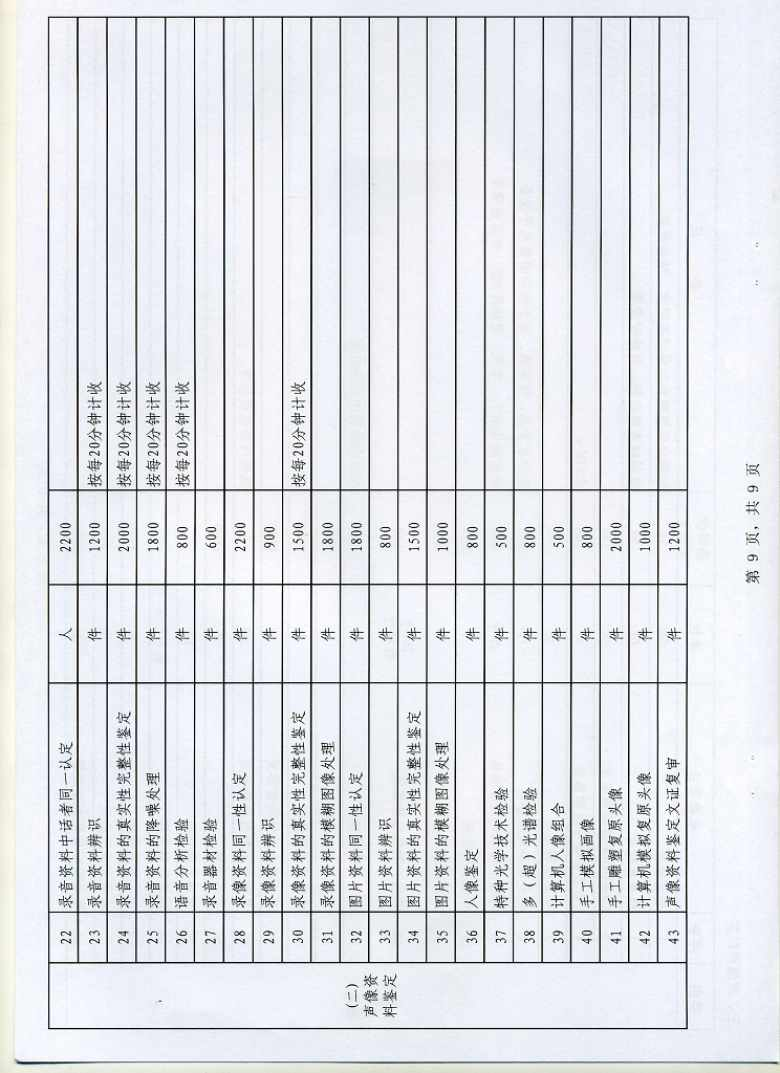 (二)
声像资
料鉴定
22 录音资料中话者同一认定 人 2200
23 录音资料辨识 件 1200 按每20分钟计收
24 录音资料的真实性完整性鉴定 件 2000 按每20分钟计收
25 录音资料的降噪处理 件 1800 按每20分钟计收
26 语音分析检验 件 800 按每20分钟计收
27 录音器材检验 件 600
28 录像资料同一性认定 件 2200
29 录像资料辨识 件 900
30 录像资料的真实性完整性鉴定 件 1500 按每20分钟计收
31 录像资料的模糊图像处理 件 1800
32 图片资料同一性认定 件 1800
33 图片资料辨识 件 800
34 图片资料的真实性完整性鉴定 件 1500
35 图片资料的模糊图像处理 件 1000
36 人像鉴定 件 800
37 特种光学技术检验 件 500
38 多（超）光谱检验 件 800
39 计算机人像组合 件 500
40 手工模拟画像 件 800
41 手工雕塑复原头像 件 2000
42 计算机模拟复原头像 件 1000
43 声像资料鉴定文证复审 件 1200
第 9 页，共 9 页